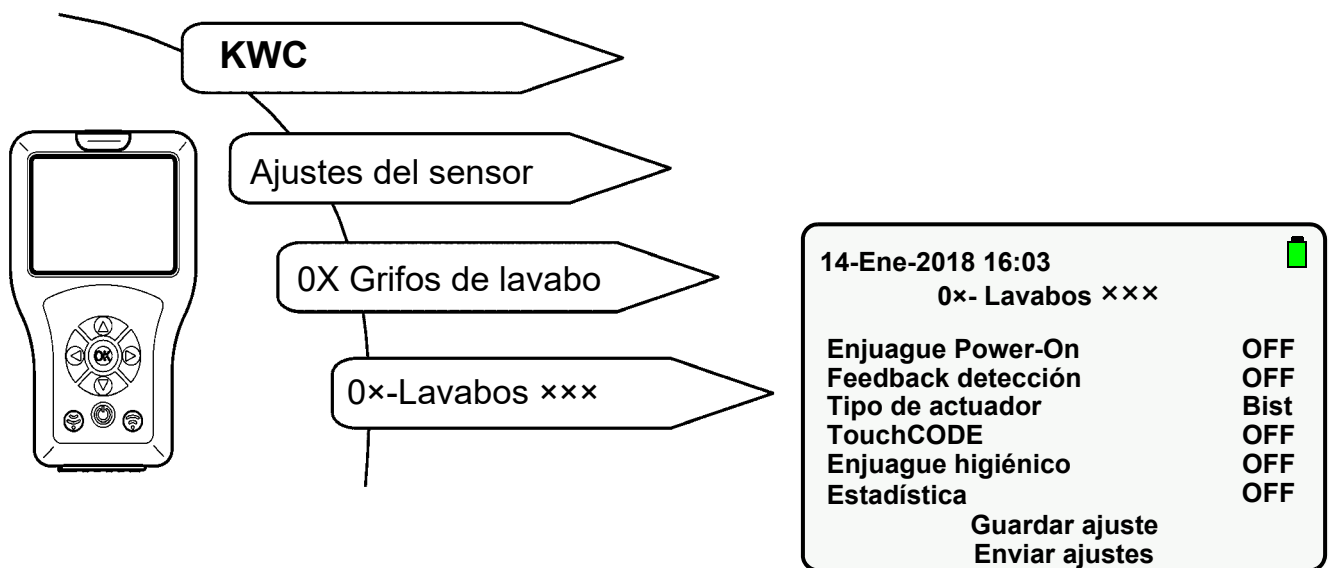 KWC
Ajustes del sensor
0X Grifos de lavabo
0×-Lavabos ×××
OK
14-Ene-2018 16:03
0×- Lavabos ×××
Enjuague Power-On OFF
Feedback detección OFF
Tipo de actuador Bist
TouchCODE OFF
Enjuague higiénico OFF
Estadística OFF
Guardar ajuste
Enviar ajustes